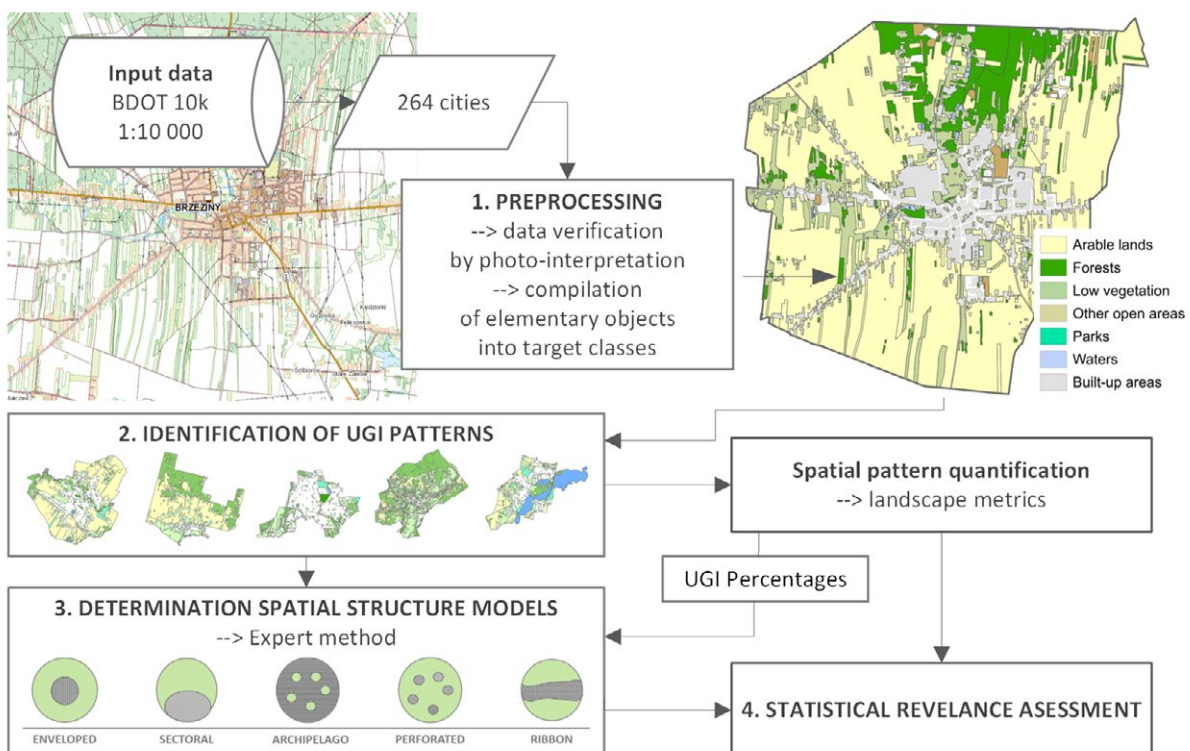 Input data
BDOT 10k
1:10 000
264 cities
BRZEZINY
1. PREPROCESSING
--> data verification
by photo-interpretation
--> compilation
of elementary objects
into target classes
Arable lands
Forests
Low vegetation
Other open areas
Parks
Waters
Built-up areas
2. IDENTIFICATION OF UGI PATTERNS
Spatial pattern quantification
--> landscape metrics
UGI Percentages
3. DETERMINATION SPATIAL STRUCTURE MODELS
--> Expert method
ENVELOPED
SECTORAL
ARCHIPELAGO
PERFORATED
RIBBON
4. STATISTICAL REVELANCE ASESSMENT